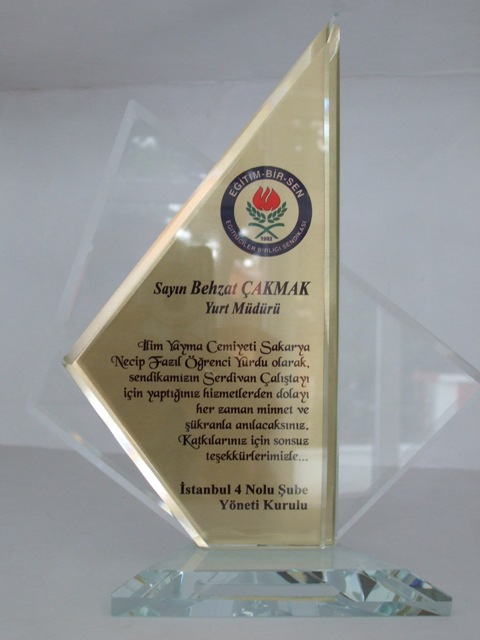 EĞİTİM-BİR-SEN
EĞİTİMCİLER BİRLİĞİ SENDİKASI
1992
Sayın Behzat ÇAKMAK
Yurt Müdürü
İlim Yayma Cemiyeti Sakarya
Necip Fazıl Öğrenci Yurdu olarak,
sendikamızın Serdivan Çalıştayı
için yaptığınız hizmetlerden dolayı
her zaman minnet ve
şükranla anılacaksınız.
Katkılarınız için sonsuz
teşekkürlerimizle...
İstanbul 4 Nolu Şube
Yöneti Kurulu